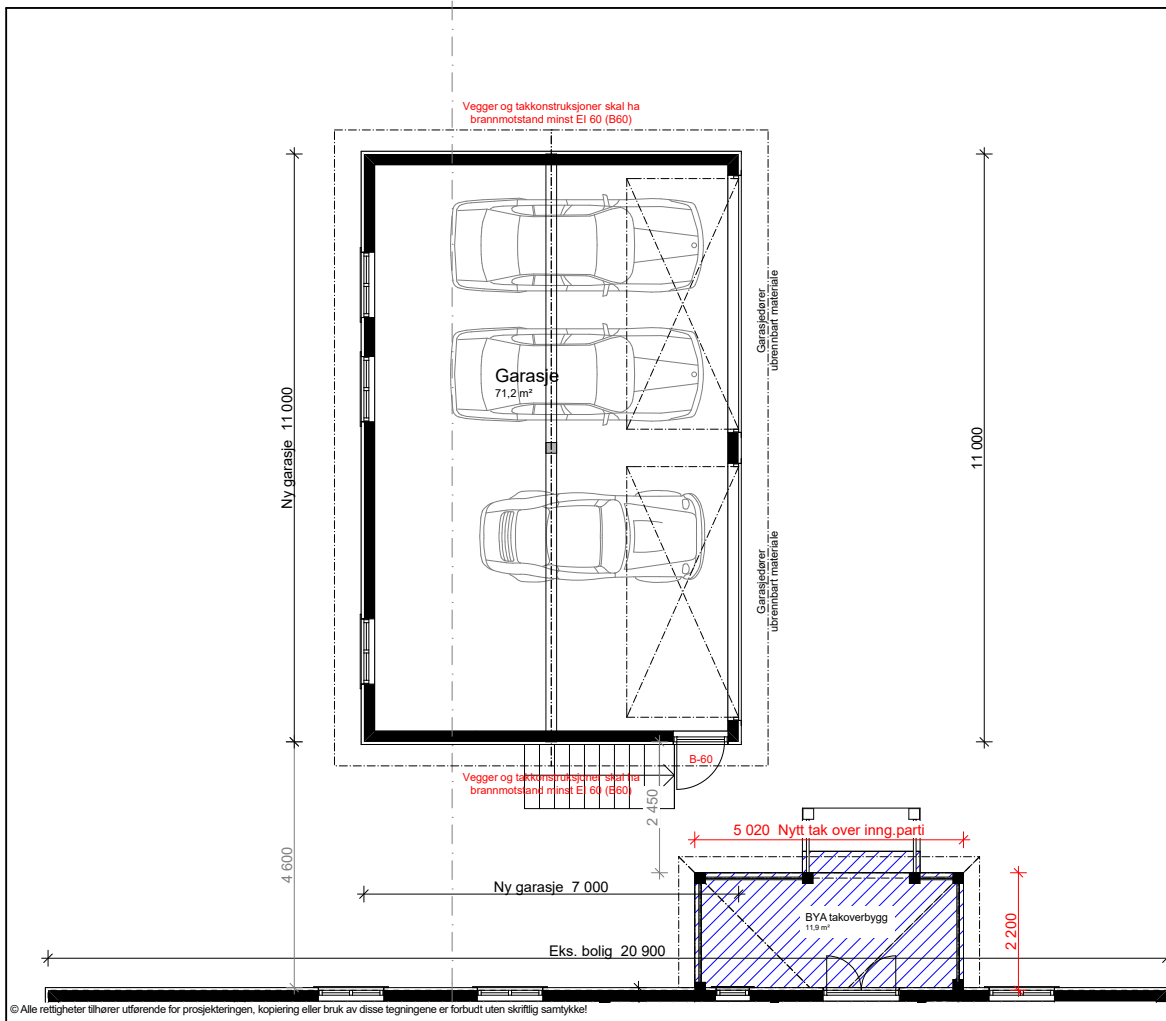 Vegger og takkonstruksjoner skal ha
brannmotstand minst EI 60 (B60)
Garasjedører
ubrennbart materiale
Ny garasje 11 000
11 000
Garasje
71,2 m²
Garasjedører
ubrennbart materiale
B-60
Vegger og takkonstruksjoner skal ha
brannmotstand minst EI 60 (B60)
2 450
4 600
5 020 Nytt tak over inng.parti
Ny garasje 7 000
BYA takoverbygg
11,9 m²
2 200
Eks. bolig 20 900
© Alle rettigheter tilhører utførende for prosjekteringen, kopiering eller bruk av disse tegningene er forbudt uten skriftlig samtykke!